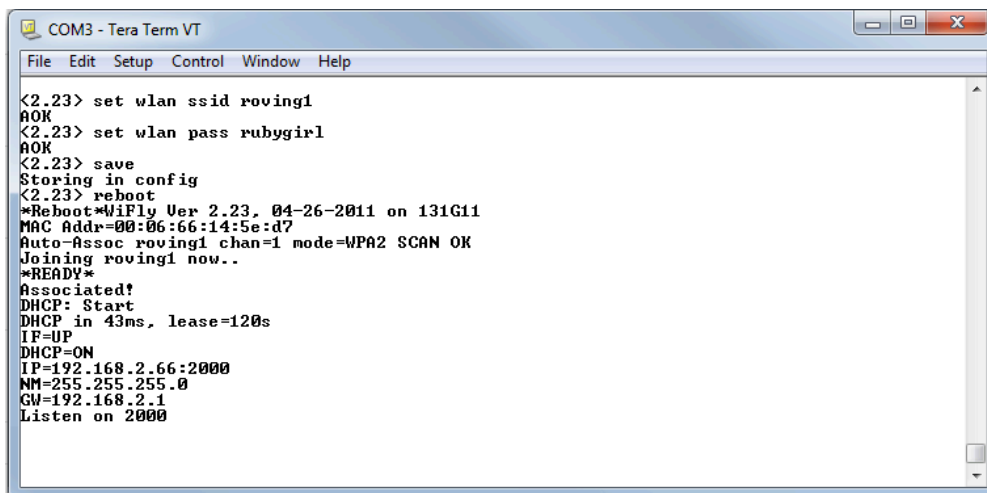 COM3 - Tera Term VT
File Edit Setup Control Window Help
<2.23> set wlan ssid roving1
AOK
<2.23> set wlan pass rubygirl
AOK
<2.23> save
Storing in config
<2.23> reboot
*Reboot*WiFly Ver 2.23, 04-26-2011 on 131G11
MAC Addr=00:06:66:14:5e:d7
Auto-Assoc roving1 chan=1 mode=WPA2 SCAN OK
Joining roving1 now..
*READY*
Associated!
DHCP: Start
DHCP in 43ms, lease=120s
IF=UP
DHCP=ON
IP=192.168.2.66:2000
NM=255.255.255.0
GW=192.168.2.1
Listen on 2000